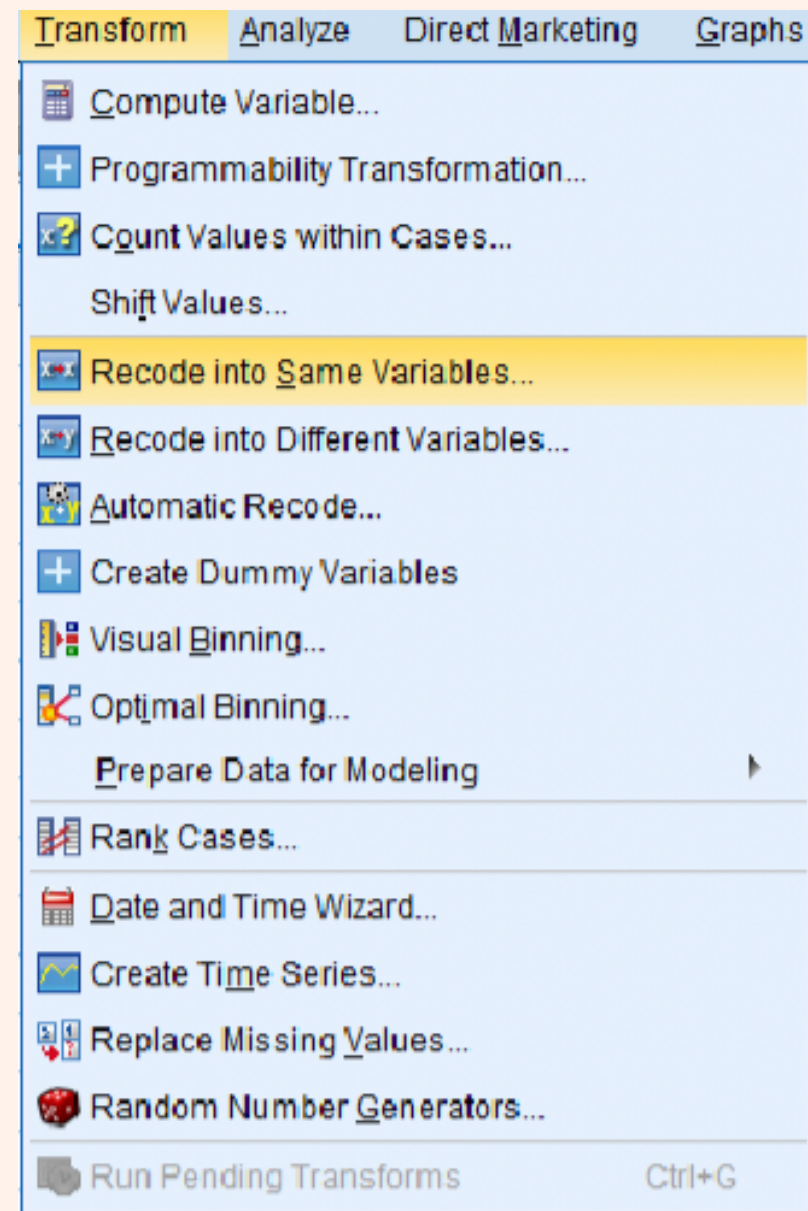 Transform Analyze Direct Marketing Graphs
Compute Variable...
Programmability Transformation...
Count Values within Cases...
Shift Values...
Recode into Same Variables...
Recode into Different Variables...
Automatic Recode...
Create Dummy Variables
Visual Binning...
Optimal Binning...
Prepare Data for Modeling
Rank Cases...
Date and Time Wizard...
Create Time Series...
Replace Missing Values...
Random Number Generators...
Run Pending Transforms Ctrl+G